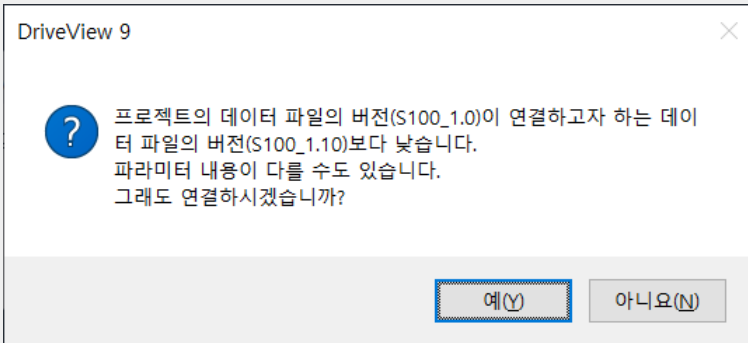 DriveView 9
프로젝트의 데이터 파일의 버전(S100_1.0)이 연결하고자 하는 데이
터 파일의 버전(S100_1.10)보다 낮습니다.
파라미터 내용이 다를 수도 있습니다.
그래도 연결하시겠습니까?
예(Y) 아니요(N)